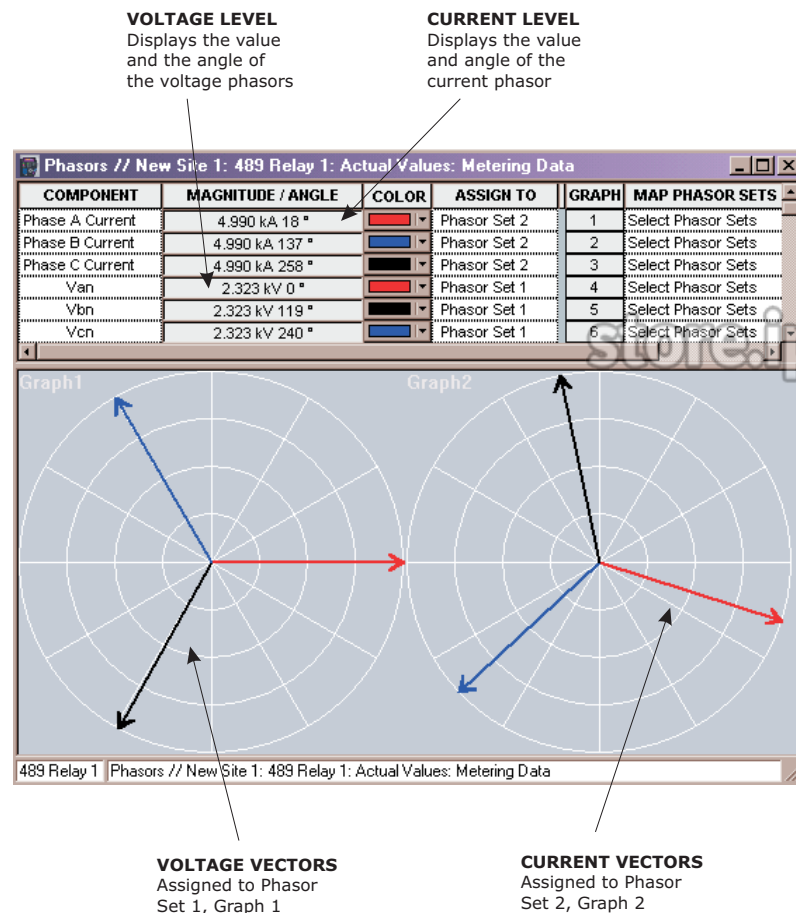 VOLTAGE LEVEL
Displays the value
and the angle of
the voltage phasors
CURRENT LEVEL
Displays the value
and angle of the
current phasor
Phasors // New Site 1: 489 Relay 1: Actual Values: Metering Data
COMPONENT MAGNITUDE / ANGLE COLOR ASSIGN TO GRAPH MAP PHASOR SETS
Phase A Current 4.990 kA 18 ° Phasor Set 2 1 Select Phasor Sets
Phase B Current 4.990 kA 137 ° Phasor Set 2 2 Select Phasor Sets
Phase C Current 4.990 kA 258 ° Phasor Set 2 3 Select Phasor Sets
Van 2.323 kV 0 ° Phasor Set 1 4 Select Phasor Sets
Vbn 2.323 kV 119 ° Phasor Set 1 5 Select Phasor Sets
Vcn 2.323 kV 240 ° Phasor Set 1 6 Select Phasor Sets
Graph1 Graph2
489 Relay 1 Phasors // New Site 1: 489 Relay 1: Actual Values: Metering Data
VOLTAGE VECTORS
Assigned to Phasor
Set 1, Graph 1
CURRENT VECTORS
Assigned to Phasor
Set 2, Graph 2